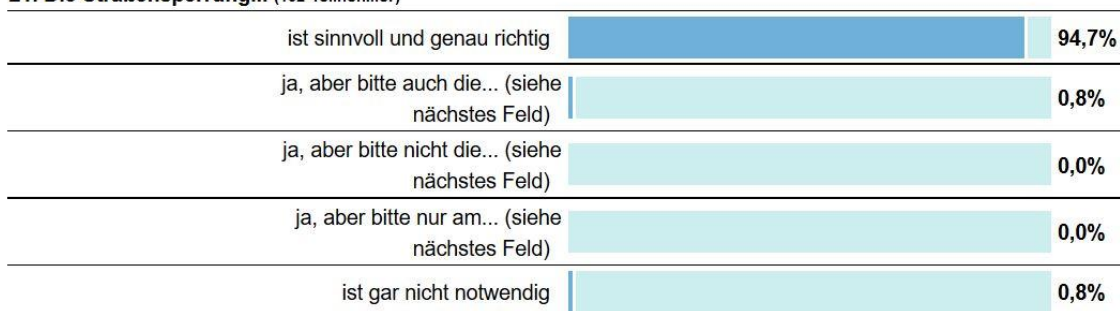 ist sinnvoll und genau richtig 94,7%
ja, aber bitte auch die... (siehe
nächstes Feld) 0,8%
ja, aber bitte nicht die... (siehe
nächstes Feld) 0,0%
ja, aber bitte nur am... (siehe
nächstes Feld) 0,0%
ist gar nicht notwendig 0,8%